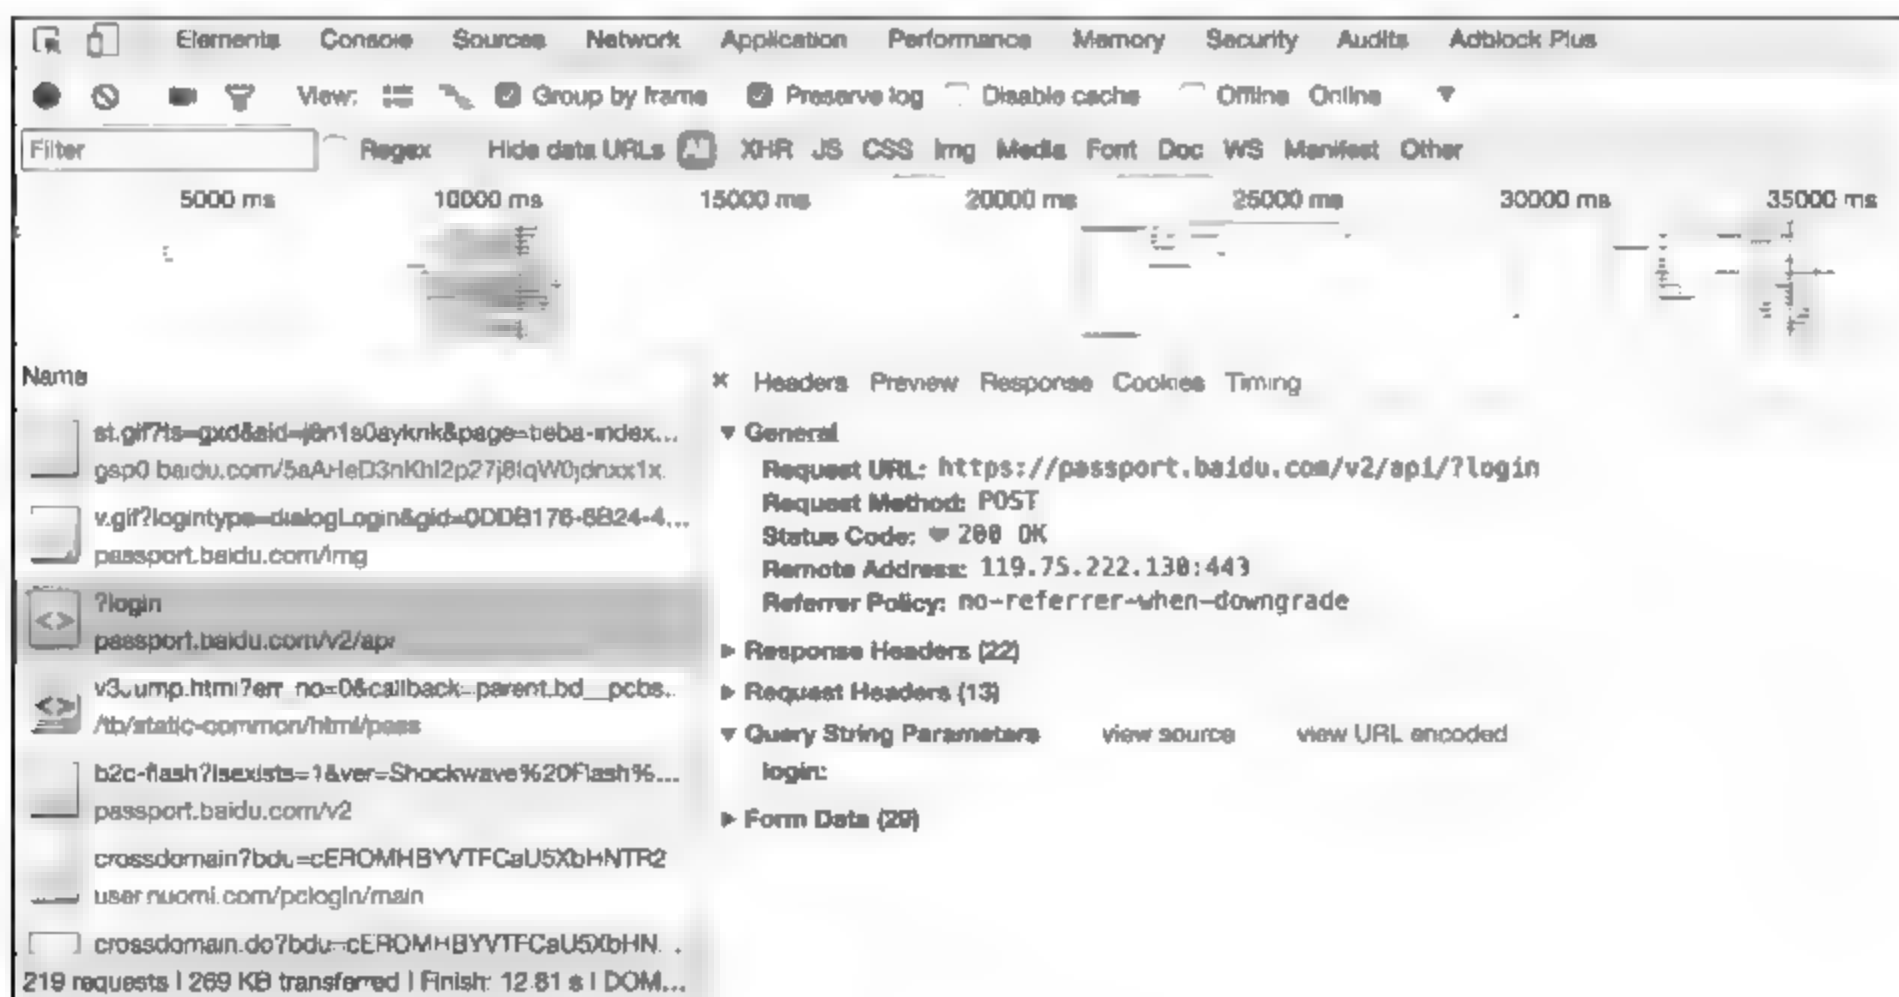 Elements Console Sources Network Application Performance Memory Security Audits Adblock Plus
View: Group by frame Preserve log Disable cache Offline Online
Filter Regex Hide data URLs All XHR JS CSS Img Media Font Doc WS Manifest Other
5000 ms 10000 ms 15000 ms 20000 ms 25000 ms 30000 ms 35000 ms
Name
× Headers Preview Response Cookies Timing
passport.baidu.com/img
?login
passport.baidu.com/v2/api
/tb/static-common/html/pass
b2c-flash?isexists=1&ver=Shockwave%20Flash%...
passport.baidu.com/v2
user.nuomi.com/pclogin/main
219 requests | 269 KB transferred | Finish: 12.81 s | DOM...
General
Request URL: https://passport.baidu.com/v2/api/?login
Request Method: POST
Status Code: 200 OK
Remote Address: 119.75.222.130:443
Referrer Policy: no-referrer-when-downgrade
Response Headers (22)
Request Headers (13)
Query String Parameters view source view URL encoded
login:
Form Data (29)